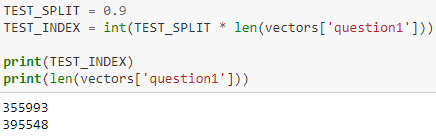 TEST_SPLIT = 0.9
TEST_INDEX = int(TEST_SPLIT * len(vectors['question1']))
print(TEST_INDEX)
print(len(vectors['question1']))
355993
395548